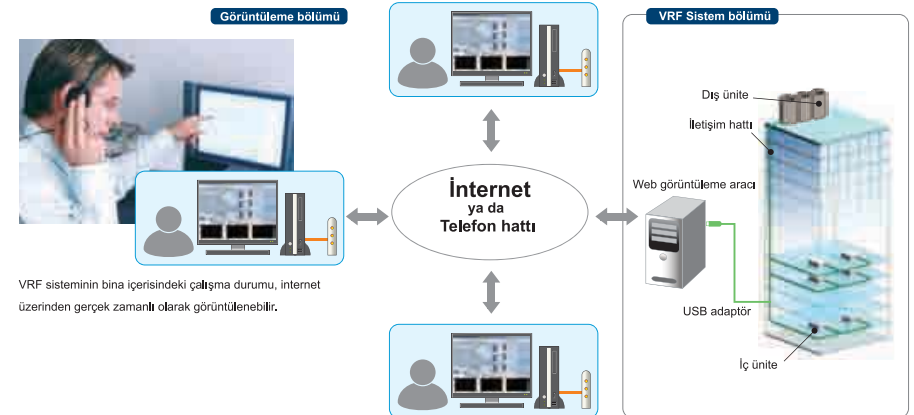 Görüntüleme bölümü
VRF sisteminin bina içerisindeki çalışma durumu, internet
üzerinden gerçek zamanlı olarak görüntülenebilir.
İnternet
ya da
Telefon hattı
VRF Sistem bölümü
Dış ünite
İletişim hattı
Web görüntüleme aracı
USB adaptör
İç ünite